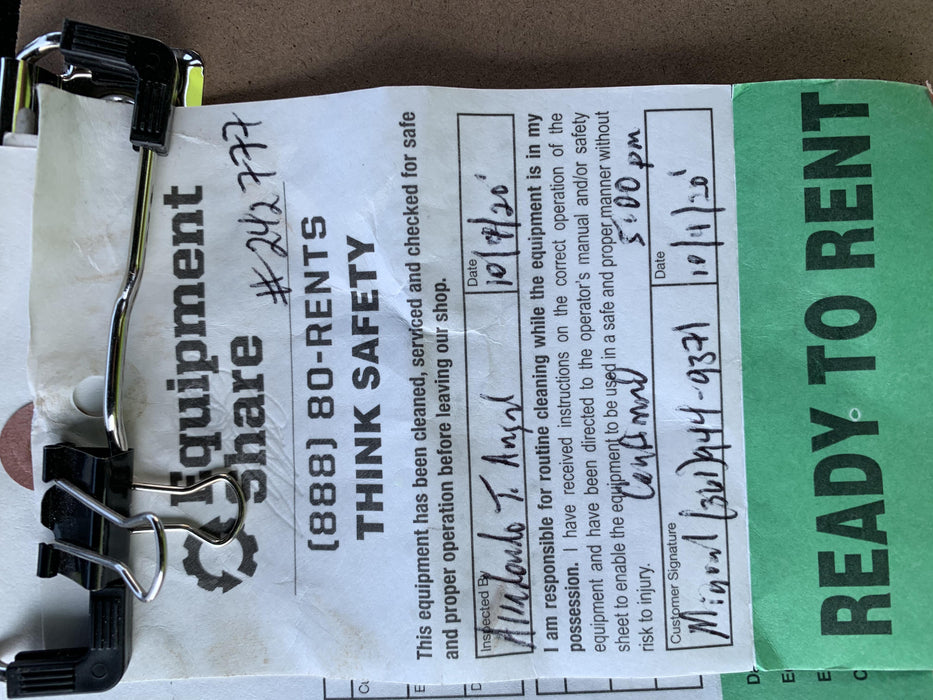 Equipment
Share
#242777
(888) 80-RENTS
THINK SAFETY
This equipment has been cleaned, serviced and checked for safe
and proper operation before leaving our shop.
Inspected By
Date
10/7/20'
I am responsible for routine cleaning while the equipment is in my
possession. I have received instructions on the correct operation of the
equipment and have been directed to the operator's manual and/or safety
sheet to enable the equipment to be used in a safe and proper manner without
risk to injury.
5:00 pm
Customer Signature
Date
10/1/20'
READY TO RENT